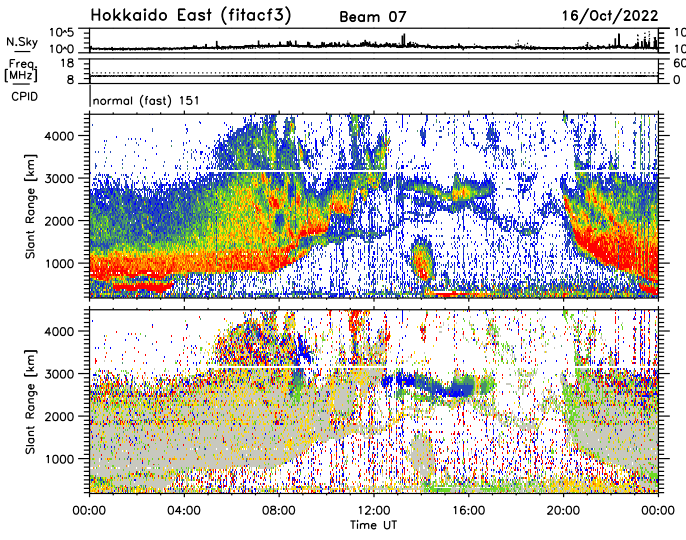 Hokkaido East (fitacf3) Beam 07 16/Oct/2022
N.Sky 10^5 10^0
Freq. [MHz] 18 8 60 0
CPID normal (fast) 151
Slant Range [km] 4000 3000 2000 1000
Slant Range [km] 4000 3000 2000 1000
00:00 04:00 08:00 12:00 16:00 20:00 00:00
Time UT